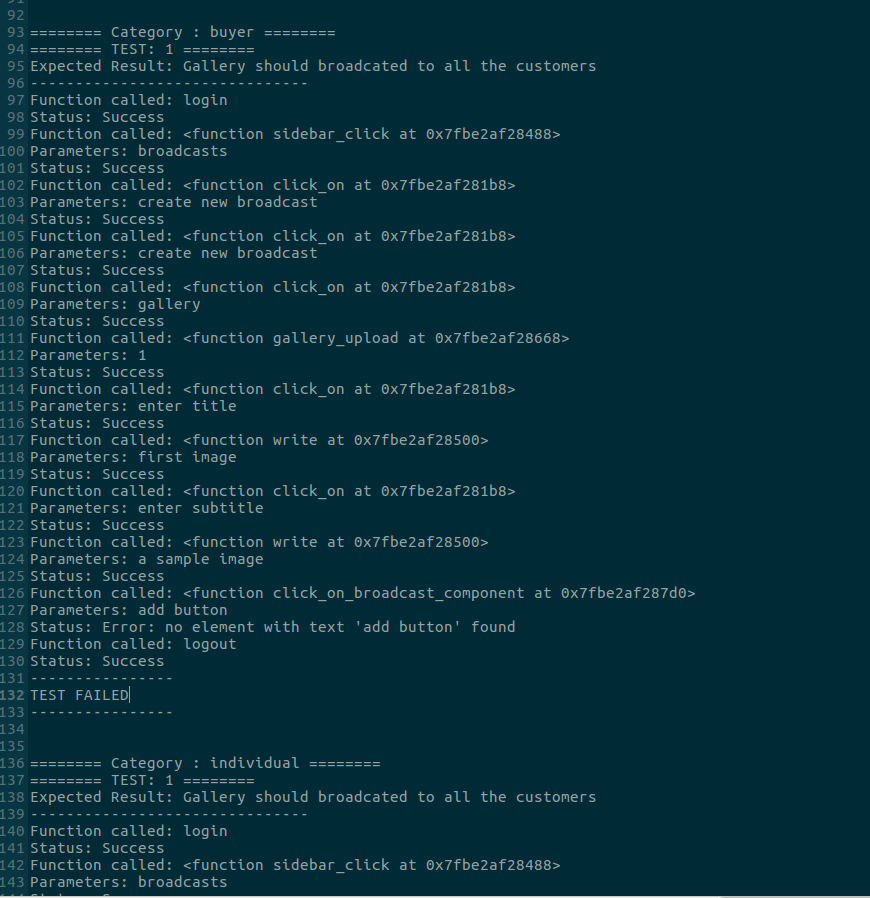 91
92
93 ======== Category : buyer ========
94 ======== TEST: 1 ========
95 Expected Result: Gallery should broadcated to all the customers
96 -------------------------------
97 Function called: login
98 Status: Success
99 Function called: <function sidebar_click at 0x7fbe2af28488>
100 Parameters: broadcasts
101 Status: Success
102 Function called: <function click_on at 0x7fbe2af281b8>
103 Parameters: create new broadcast
104 Status: Success
105 Function called: <function click_on at 0x7fbe2af281b8>
106 Parameters: create new broadcast
107 Status: Success
108 Function called: <function click_on at 0x7fbe2af281b8>
109 Parameters: gallery
110 Status: Success
111 Function called: <function gallery_upload at 0x7fbe2af28668>
112 Parameters: 1
113 Status: Success
114 Function called: <function click_on at 0x7fbe2af281b8>
115 Parameters: enter title
116 Status: Success
117 Function called: <function write at 0x7fbe2af28500>
118 Parameters: first image
119 Status: Success
120 Function called: <function click_on at 0x7fbe2af281b8>
121 Parameters: enter subtitle
122 Status: Success
123 Function called: <function write at 0x7fbe2af28500>
124 Parameters: a sample image
125 Status: Success
126 Function called: <function click_on_broadcast_component at 0x7fbe2af287d0>
127 Parameters: add button
128 Status: Error: no element with text 'add button' found
129 Function called: logout
130 Status: Success
131 ----------------
132 TEST FAILED
133 ----------------
134
135
136 ======== Category : individual ========
137 ======== TEST: 1 ========
138 Expected Result: Gallery should broadcated to all the customers
139 -------------------------------
140 Function called: login
141 Status: Success
142 Function called: <function sidebar_click at 0x7fbe2af28488>
143 Parameters: broadcasts